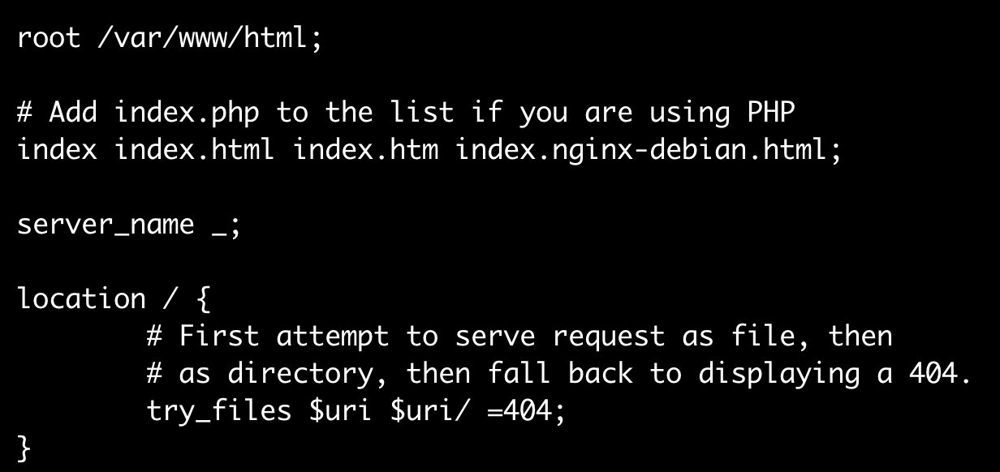 root /var/www/html;
# Add index.php to the list if you are using PHP
index index.html index.htm index.nginx-debian.html;
server_name _;
location / {
        # First attempt to serve request as file, then
        # as directory, then fall back to displaying a 404.
        try_files $uri $uri/ =404;
}